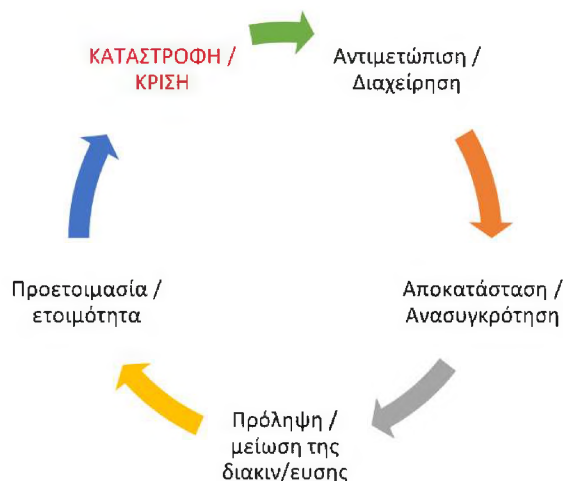 ΚΑΤΑΣΤΡΟΦΗ /
ΚΡΙΣΗ
Αντιμετώπιση /
Διαχείρηση
Αποκατάσταση /
Ανασυγκρότηση
Πρόληψη /
μείωση της
διακιν/ευσης
Προετοιμασία /
ετοιμότητα